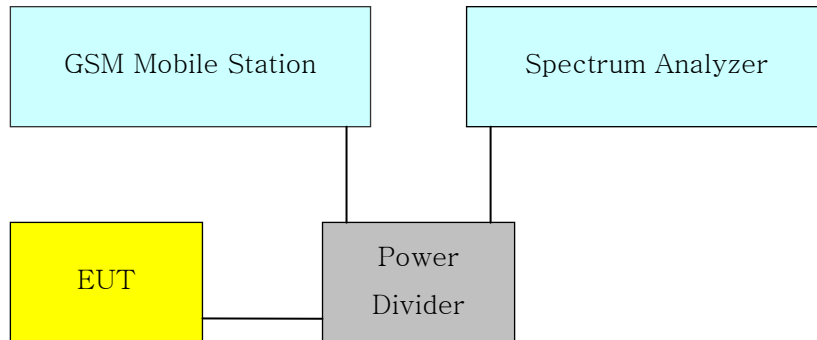 GSM Mobile Station
Spectrum Analyzer
EUT
Power
Divider